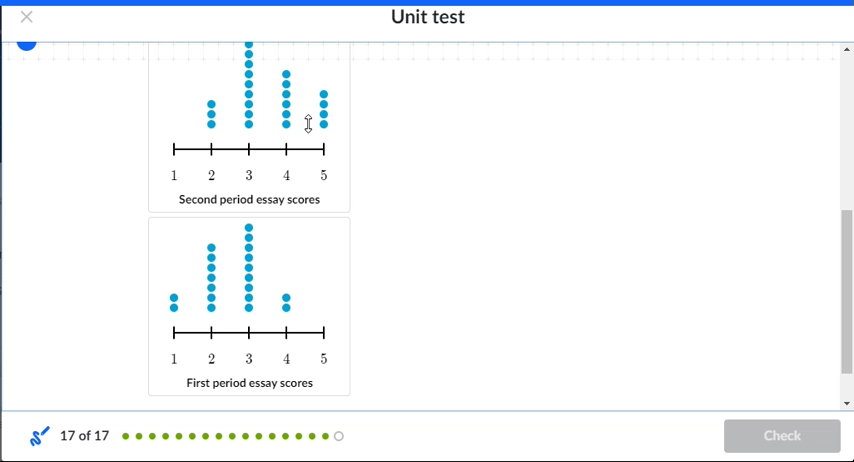 Unit test
1 2 3 4 5
Second period essay scores
1 2 3 4 5
First period essay scores
17 of 17
Check